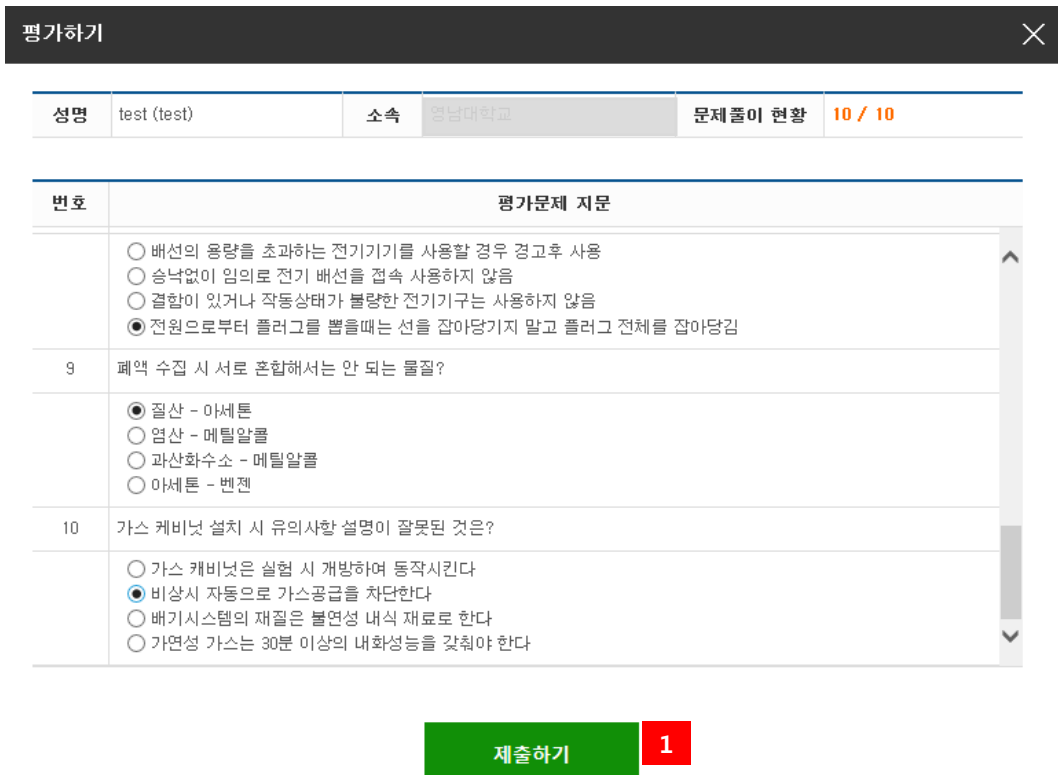 평가하기
성명 test (test) 소속 영남대학교 문제풀이 현황 10 / 10
번호 평가문제 지문
배선의 용량을 초과하는 전기기기를 사용할 경우 경고후 사용
승낙없이 임의로 전기 배선을 접속 사용하지 않음
결함이 있거나 작동상태가 불량한 전기기구는 사용하지 않음
전원으로부터 플러그를 뽑을때는 선을 잡아당기지 말고 플러그 전체를 잡아당김
9 폐액 수집 시 서로 혼합해서는 안 되는 물질?
질산 - 아세톤
염산 - 메틸알콜
과산화수소 - 메틸알콜
아세톤 - 벤젠
10 가스 케비넷 설치 시 유의사항 설명이 잘못된 것은?
가스 캐비넷은 실험 시 개방하여 동작시킨다
비상시 자동으로 가스공급을 차단한다
배기시스템의 재질은 불연성 내식 재료로 한다
가연성 가스는 30분 이상의 내화성능을 갖춰야 한다
제출하기 1